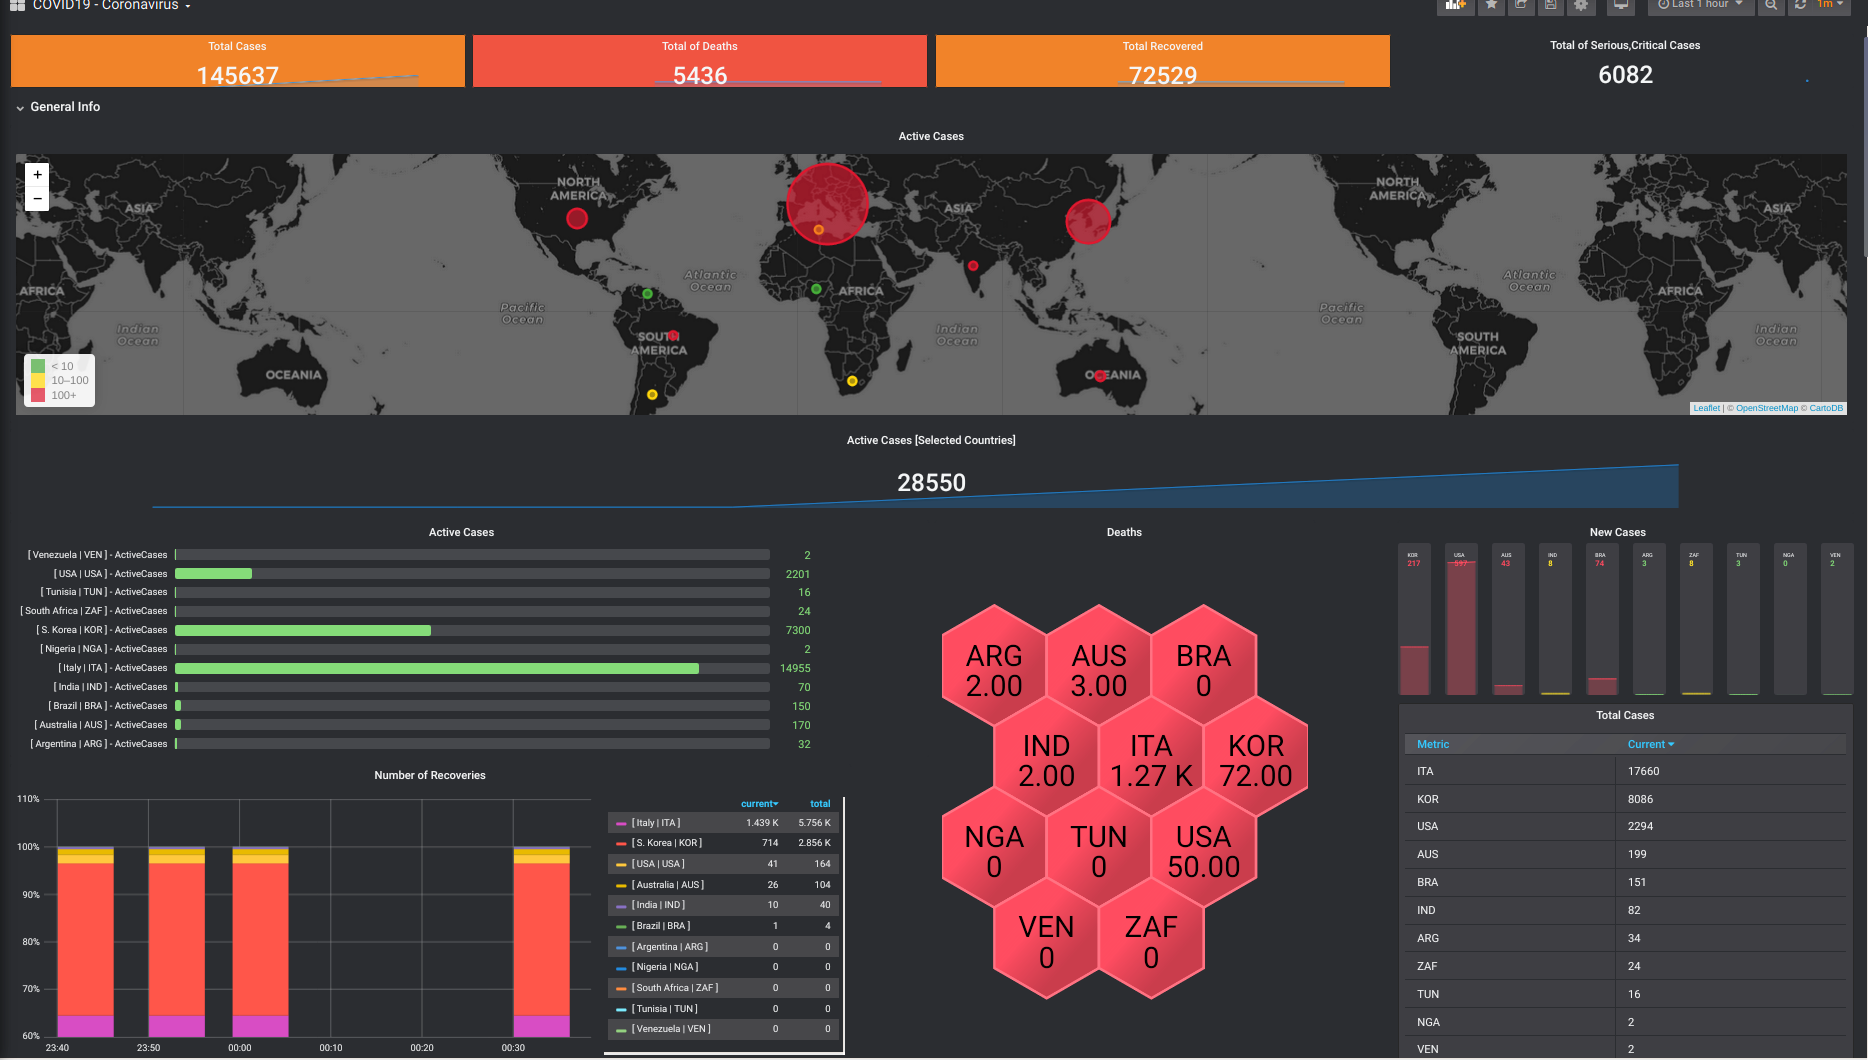 COVID19 - Coronavirus
Last 1 hour
1m
Total Cases
145637
Total of Deaths
5436
Total Recovered
72529
Total of Serious,Critical Cases
6082
General Info
Active Cases
+
−
NORTH
AMERICA
NORTH
AMERICA
ASIA
ASIA
ASIA
Atlantic
Ocean
Atlantic
Ocean
AFRICA
AFRICA
AFRICA
Pacific
Ocean
Pacific
Ocean
Indian
Ocean
Indian
Ocean
Indian
Ocean
SOUTH
AMERICA
SOUTH
AMERICA
OCEANIA
OCEANIA
< 10
10–100
100+
Leaflet | © OpenStreetMap © CartoDB
Active Cases [Selected Countries]
28550
Active Cases
[ Venezuela | VEN ] - ActiveCases 2
[ USA | USA ] - ActiveCases 2201
[ Tunisia | TUN ] - ActiveCases 16
[ South Africa | ZAF ] - ActiveCases 24
[ S. Korea | KOR ] - ActiveCases 7300
[ Nigeria | NGA ] - ActiveCases 2
[ Italy | ITA ] - ActiveCases 14955
[ India | IND ] - ActiveCases 70
[ Brazil | BRA ] - ActiveCases 150
[ Australia | AUS ] - ActiveCases 170
[ Argentina | ARG ] - ActiveCases 32
Number of Recoveries
110%
100%
90%
80%
70%
60%
23:40 23:50 00:00 00:10 00:20 00:30
current total
[ Italy | ITA ] 1.439 K 5.756 K
[ S. Korea | KOR ] 714 2.856 K
[ USA | USA ] 41 164
[ Australia | AUS ] 26 104
[ India | IND ] 10 40
[ Brazil | BRA ] 1 4
[ Argentina | ARG ] 0 0
[ Nigeria | NGA ] 0 0
[ South Africa | ZAF ] 0 0
[ Tunisia | TUN ] 0 0
[ Venezuela | VEN ] 0 0
Deaths
ARG AUS BRA
2.00 3.00 0
IND ITA KOR
2.00 1.27 K 72.00
NGA TUN USA
0 0 50.00
VEN ZAF
0 0
New Cases
KOR USA AUS IND BRA ARG ZAF TUN NGA VEN
217 597 43 8 74 3 8 3 0 2
Total Cases
Metric Current
ITA 17660
KOR 8086
USA 2294
AUS 199
BRA 151
IND 82
ARG 34
ZAF 24
TUN 16
NGA 2
VEN 2